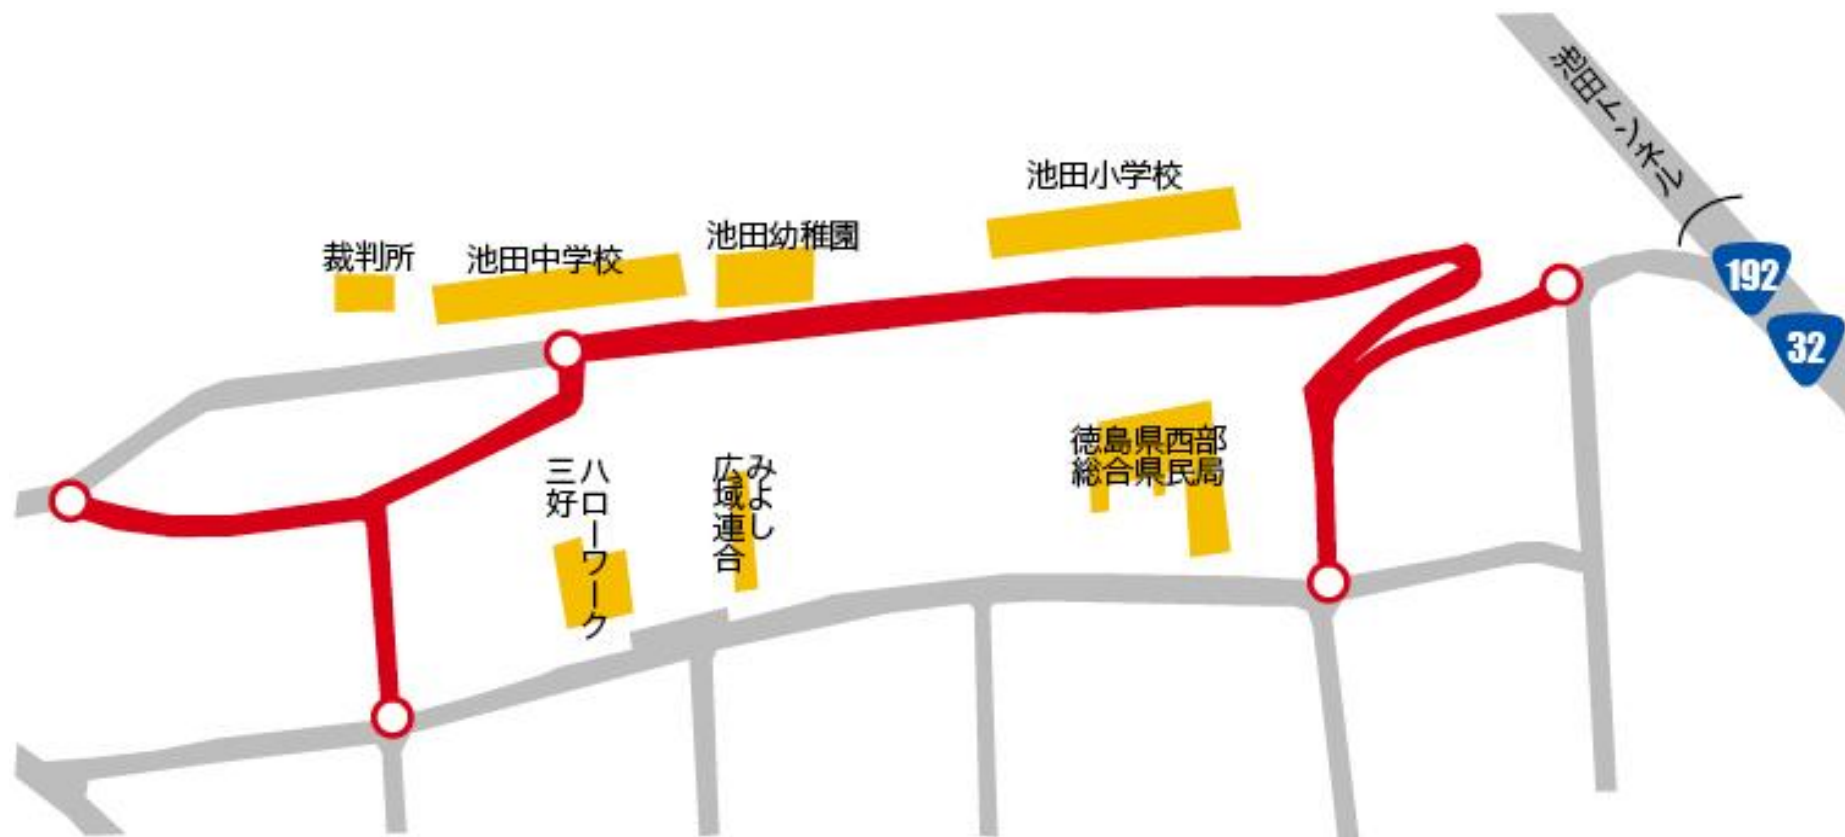 池田トンネル
池田小学校
池田幼稚園
池田中学校
裁判所
192
32
徳島県西部
総合県民局
みよし
広域連合
ハローワーク
三好